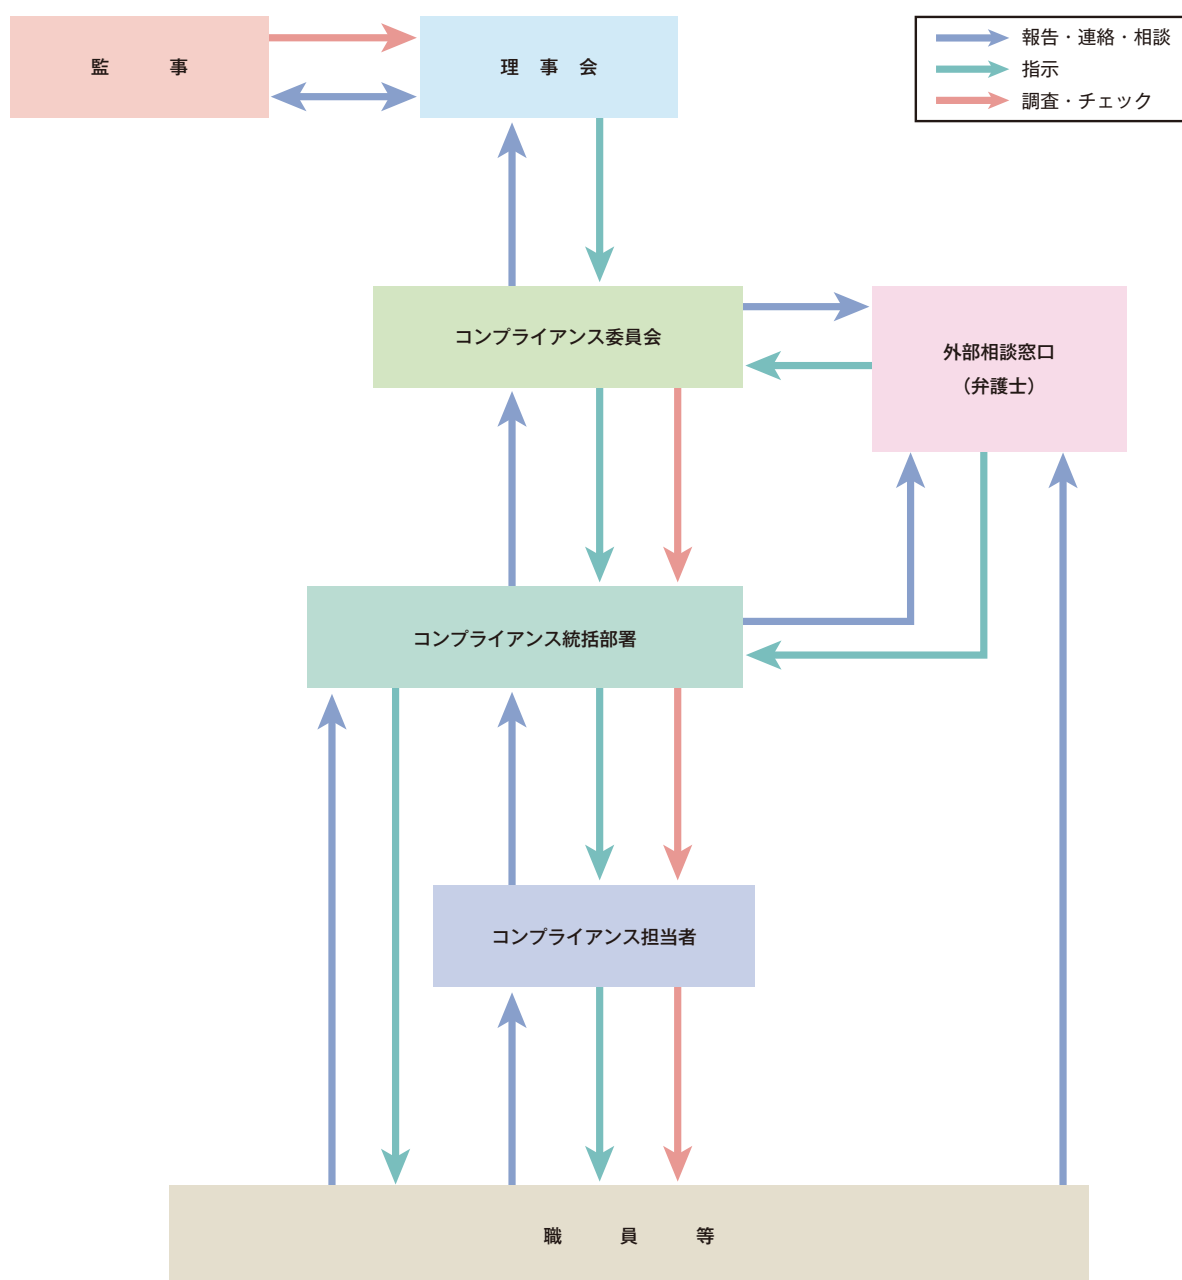 監事
理事会
報告・連絡・相談
指示
調査・チェック
コンプライアンス委員会
外部相談窓口
（弁護士）
コンプライアンス統括部署
コンプライアンス担当者
職員等